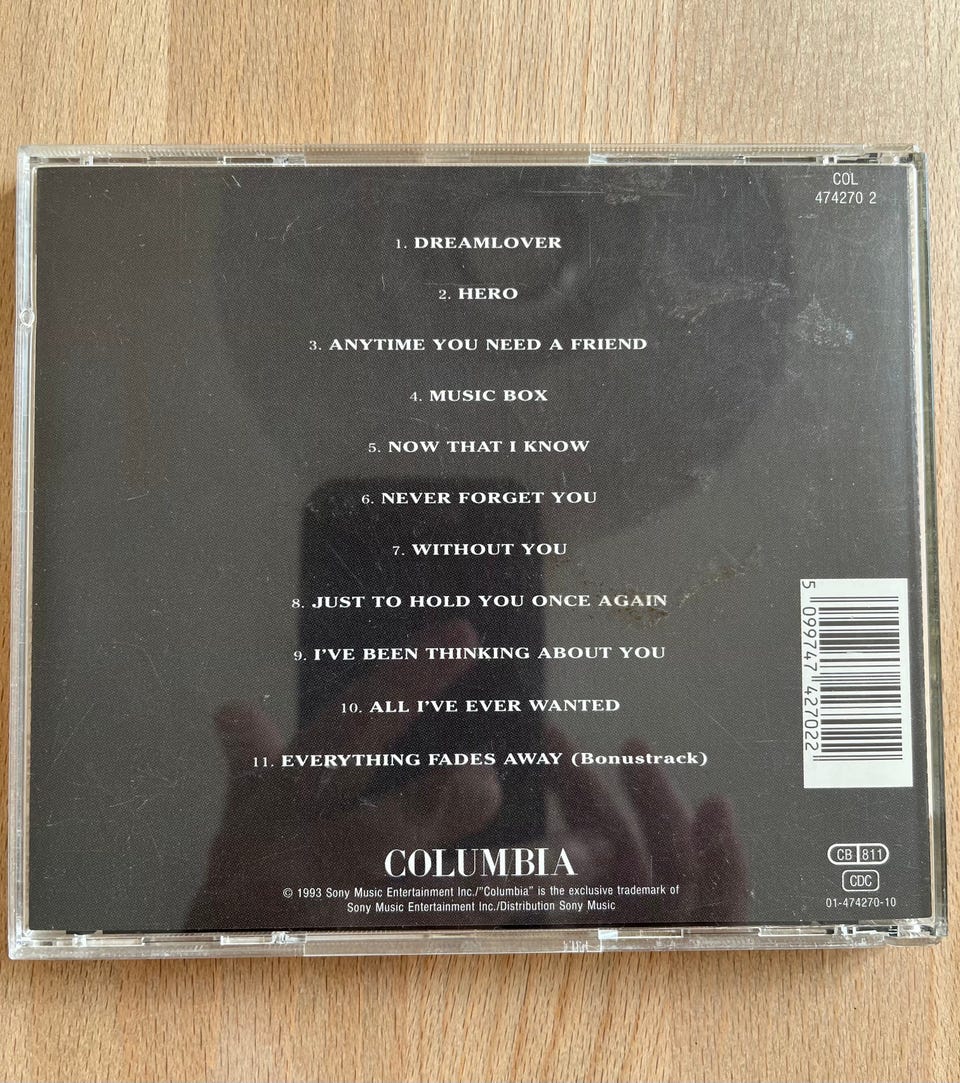 COL
474270 2
1. DREAMLOVER
2. HERO
3. ANYTIME YOU NEED A FRIEND
4. MUSIC BOX
5. NOW THAT I KNOW
6. NEVER FORGET YOU
7. WITHOUT YOU
8. JUST TO HOLD YOU ONCE AGAIN
9. I'VE BEEN THINKING ABOUT YOU
10. ALL I'VE EVER WANTED
11. EVERYTHING FADES AWAY (Bonustrack)
5 099747 427022
COLUMBIA
© 1993 Sony Music Entertainment Inc./"Columbia" is the exclusive trademark of
Sony Music Entertainment Inc./Distribution Sony Music
CB 811
CDC
01-474270-10